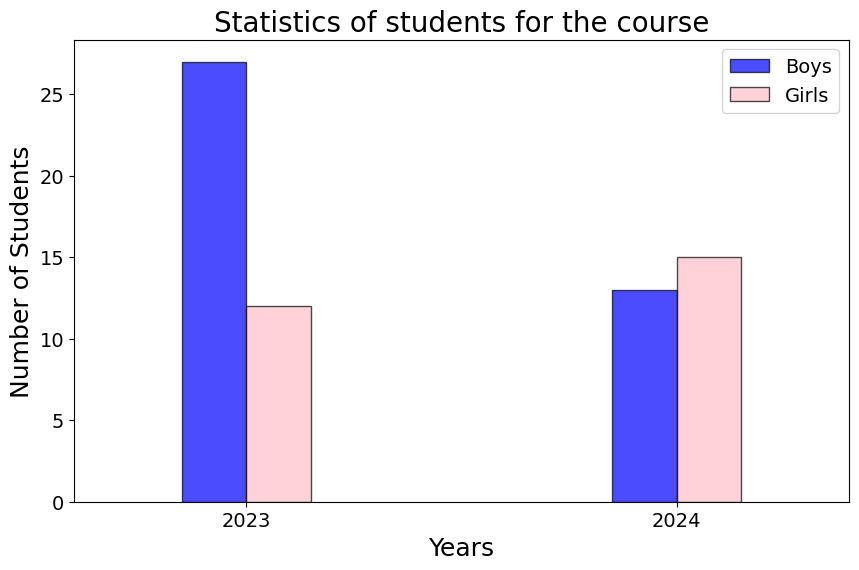 Statistics of students for the course
Boys
Girls
Number of Students
25
20
15
10
5
0
2023
2024
Years